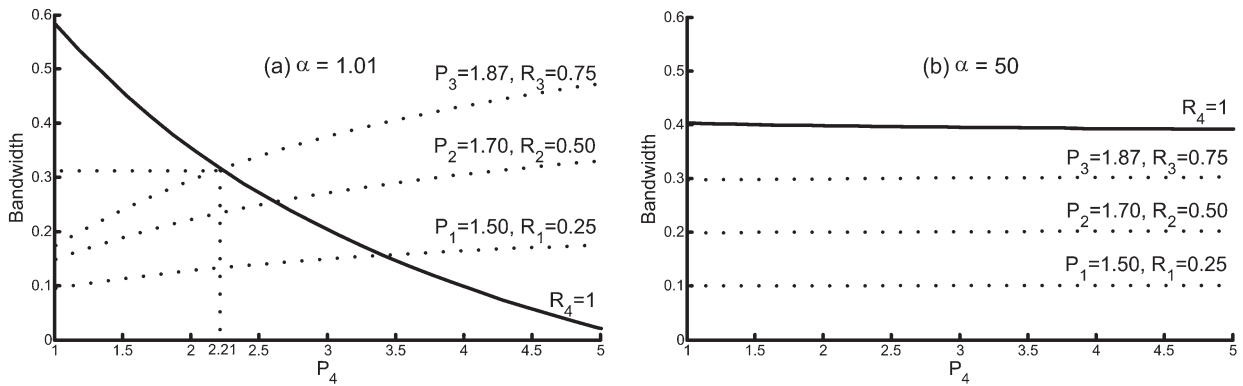 0.6
0.5
0.4
0.3
0.2
0.1
0
Bandwidth
(a) α = 1.01
P₃=1.87, R₃=0.75
P₂=1.70, R₂=0.50
P₁=1.50, R₁=0.25
R₄=1
1 1.5 2 2.21 2.5 3 3.5 4 4.5 5
P₄
0.6
0.5
0.4
0.3
0.2
0.1
0
Bandwidth
(b) α = 50
R₄=1
P₃=1.87, R₃=0.75
P₂=1.70, R₂=0.50
P₁=1.50, R₁=0.25
1 1.5 2 2.5 3 3.5 4 4.5 5
P₄